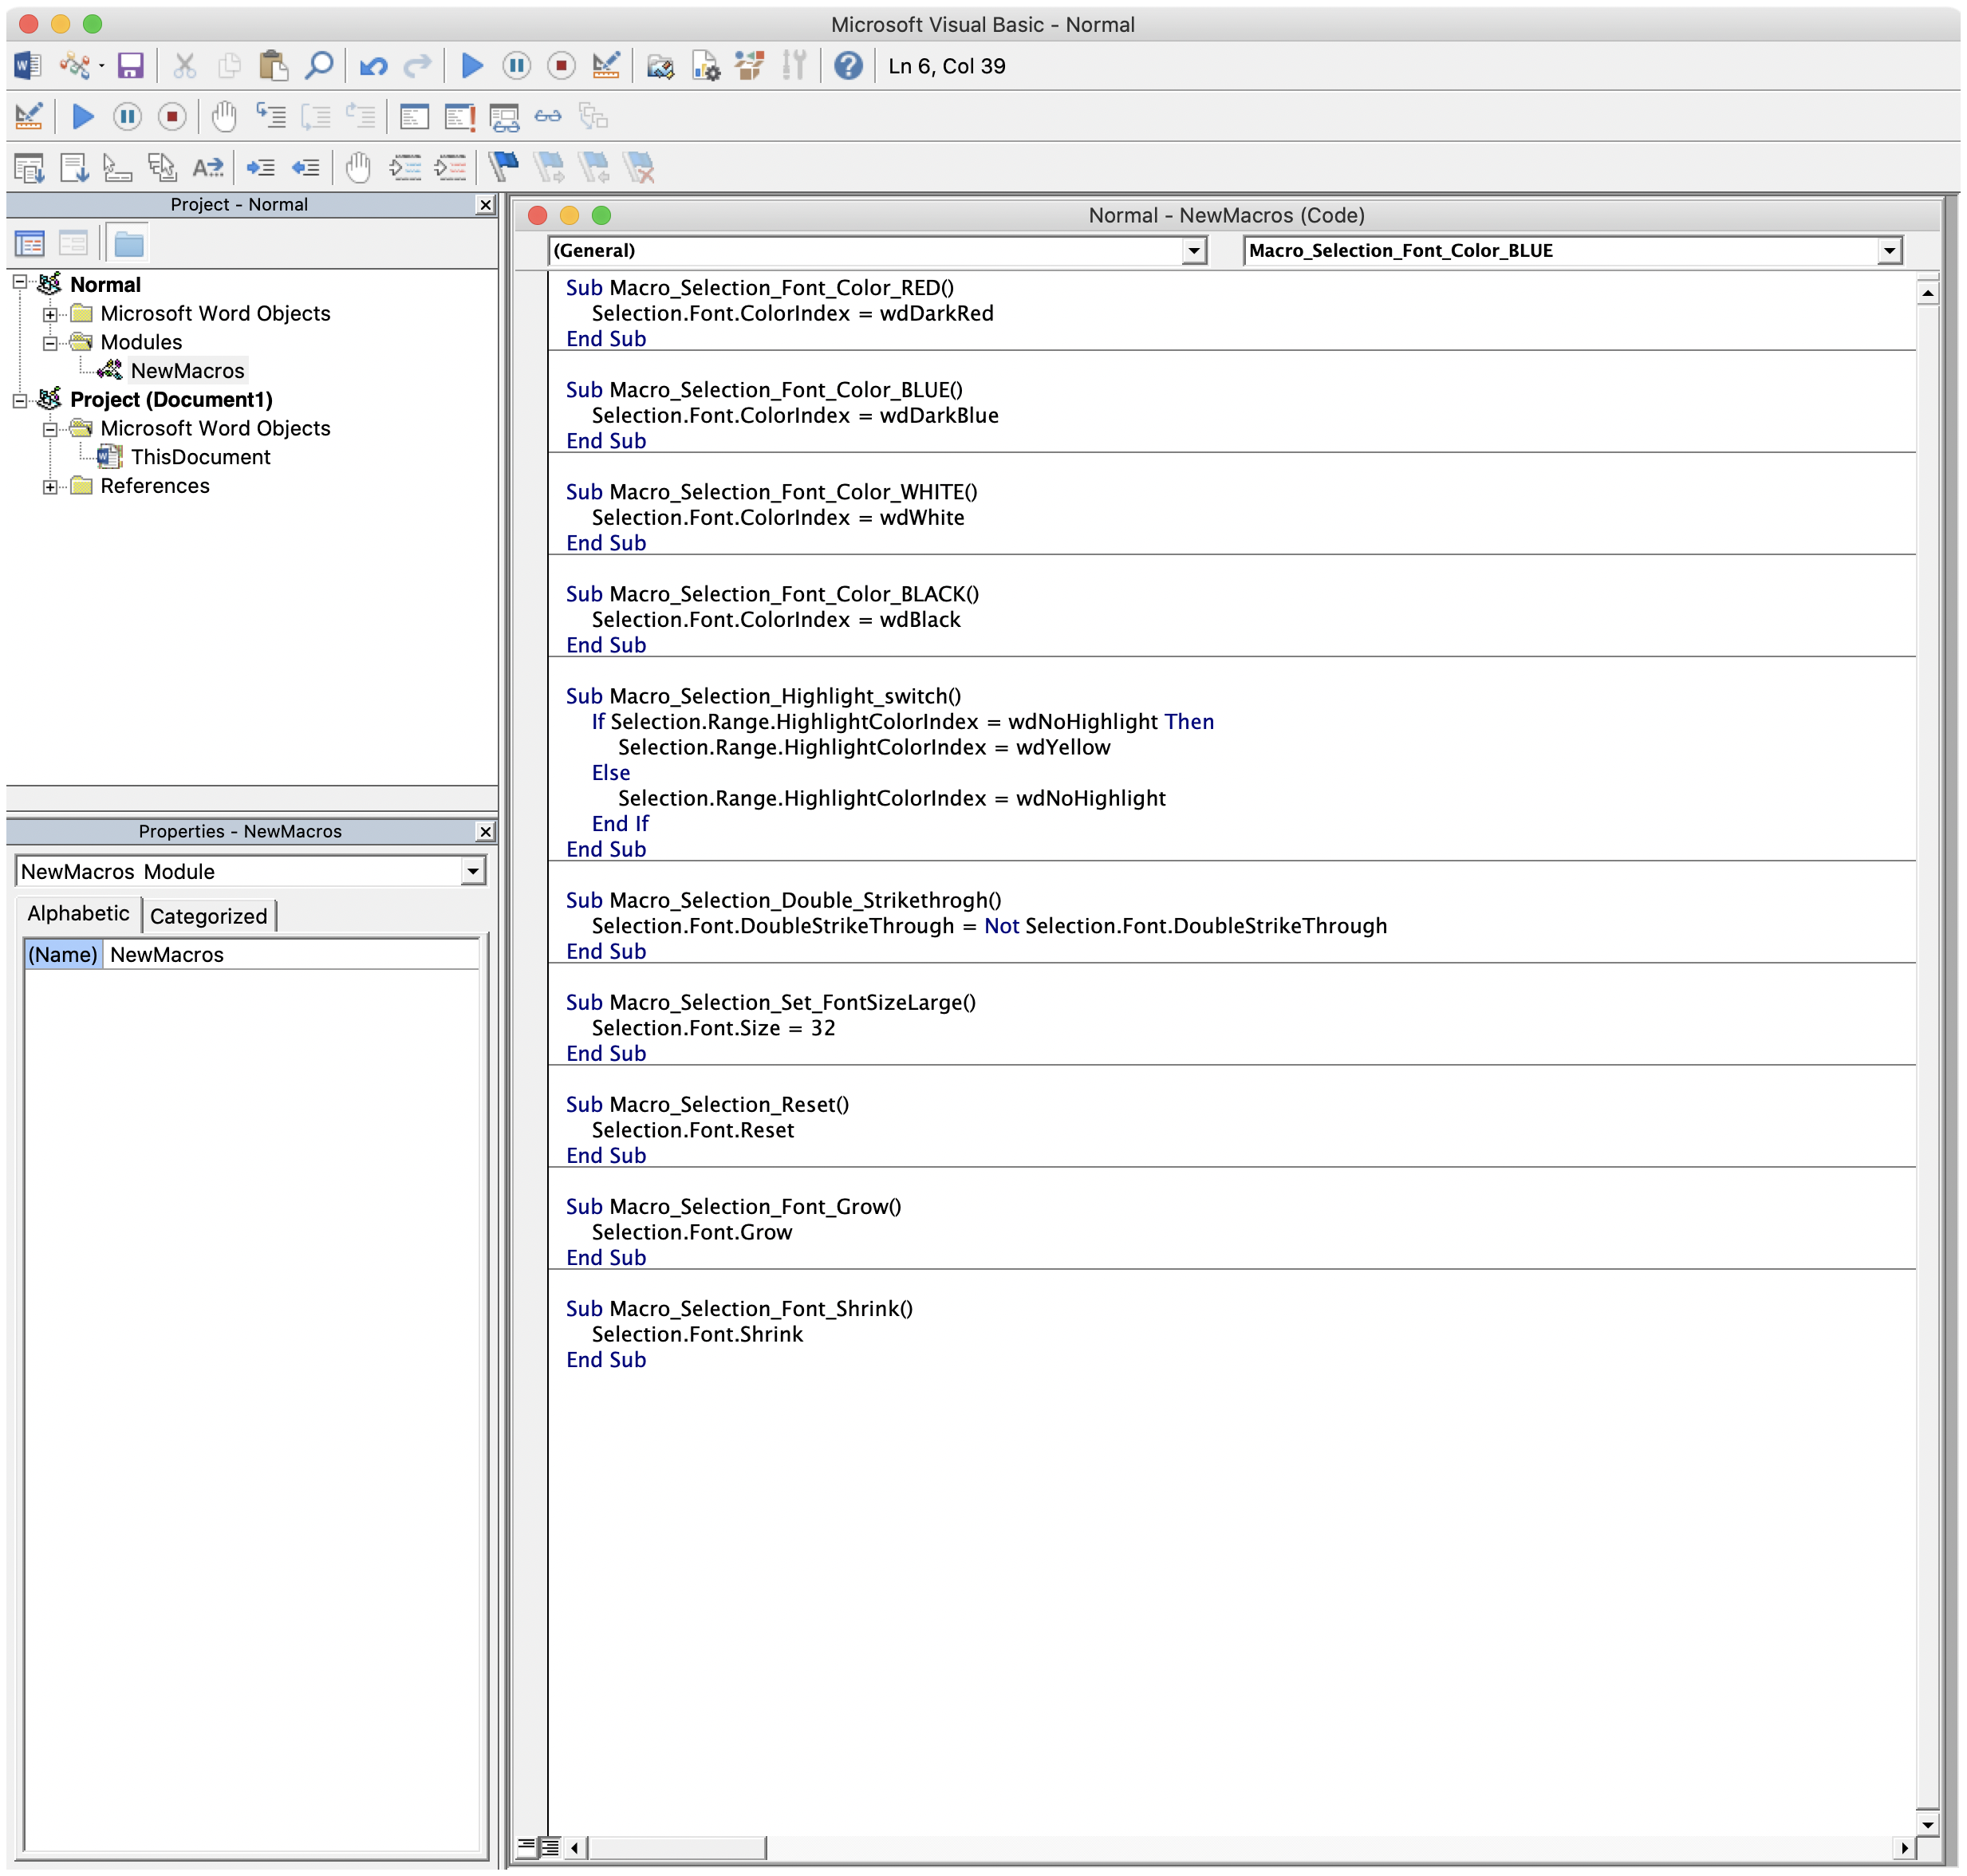 Microsoft Visual Basic - Normal
Ln 6, Col 39
Project - Normal
Normal
Microsoft Word Objects
Modules
NewMacros
Project (Document1)
Microsoft Word Objects
ThisDocument
References
Properties - NewMacros
NewMacros Module
Alphabetic Categorized
(Name) NewMacros
Normal - NewMacros (Code)
(General) Macro_Selection_Font_Color_BLUE
Sub Macro_Selection_Font_Color_RED()
Selection.Font.ColorIndex = wdDarkRed
End Sub
Sub Macro_Selection_Font_Color_BLUE()
Selection.Font.ColorIndex = wdDarkBlue
End Sub
Sub Macro_Selection_Font_Color_WHITE()
Selection.Font.ColorIndex = wdWhite
End Sub
Sub Macro_Selection_Font_Color_BLACK()
Selection.Font.ColorIndex = wdBlack
End Sub
Sub Macro_Selection_Highlight_switch()
If Selection.Range.HighlightColorIndex = wdNoHighlight Then
Selection.Range.HighlightColorIndex = wdYellow
Else
Selection.Range.HighlightColorIndex = wdNoHighlight
End If
End Sub
Sub Macro_Selection_Double_Strikethrogh()
Selection.Font.DoubleStrikeThrough = Not Selection.Font.DoubleStrikeThrough
End Sub
Sub Macro_Selection_Set_FontSizeLarge()
Selection.Font.Size = 32
End Sub
Sub Macro_Selection_Reset()
Selection.Font.Reset
End Sub
Sub Macro_Selection_Font_Grow()
Selection.Font.Grow
End Sub
Sub Macro_Selection_Font_Shrink()
Selection.Font.Shrink
End Sub